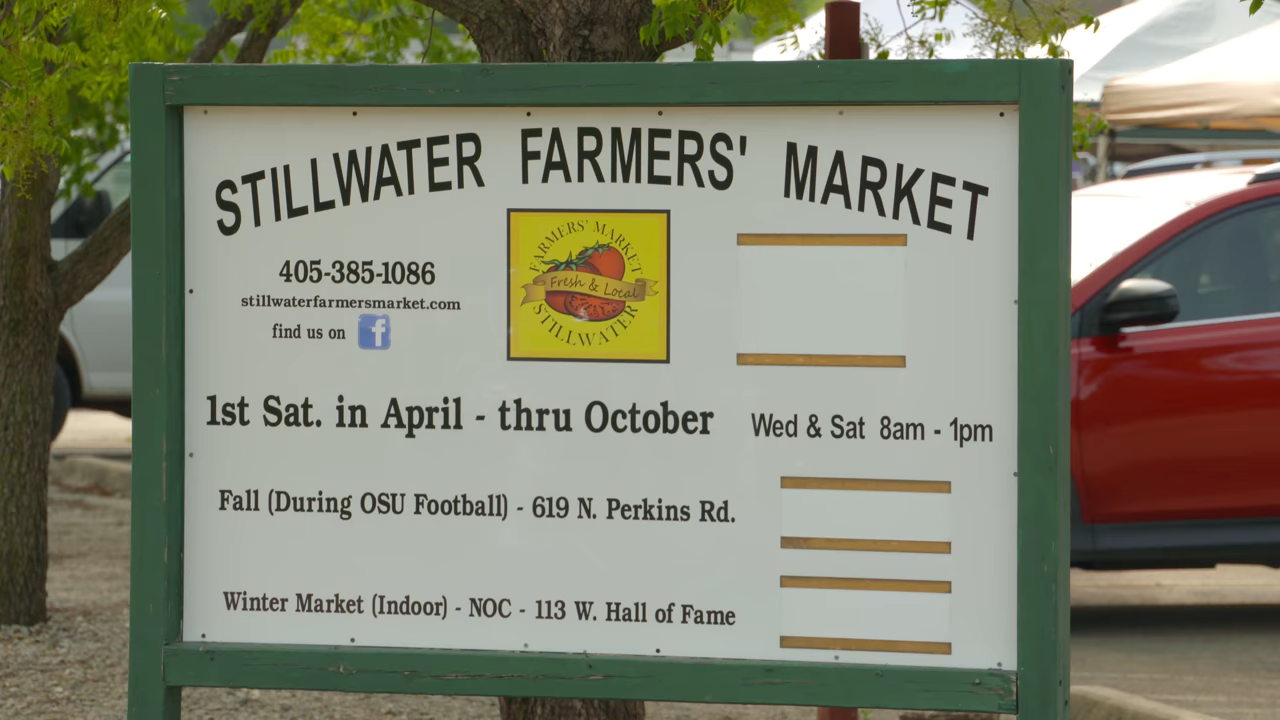 STILLWATER FARMERS' MARKET
405-385-1086
stillwaterfarmersmarket.com
find us on f
FARMERS' MARKET
Fresh & Local
STILLWATER
1st Sat. in April - thru October
Wed & Sat 8am - 1pm
Fall (During OSU Football) - 619 N. Perkins Rd.
Winter Market (Indoor) - NOC - 113 W. Hall of Fame